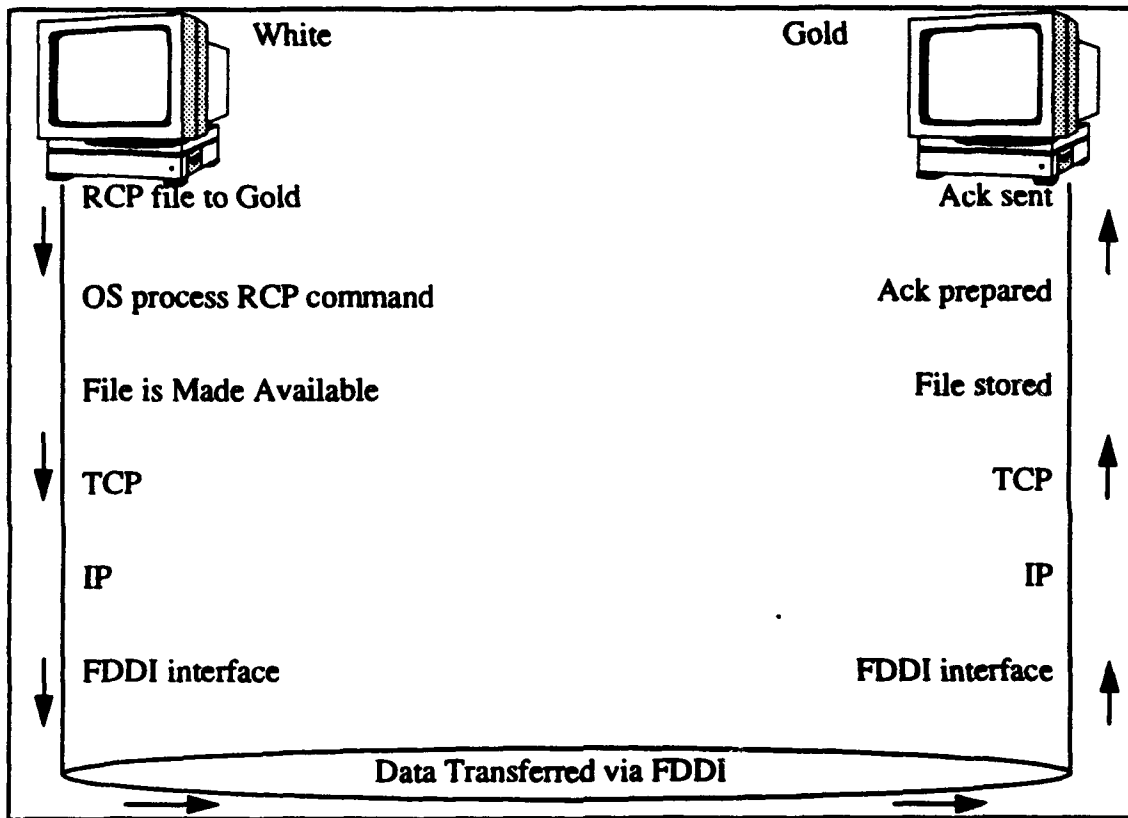 White
Gold
RCP file to Gold
Ack sent
OS process RCP command
Ack prepared
File is Made Available
File stored
TCP
TCP
IP
IP
FDDI interface
FDDI interface
Data Transferred via FDDI